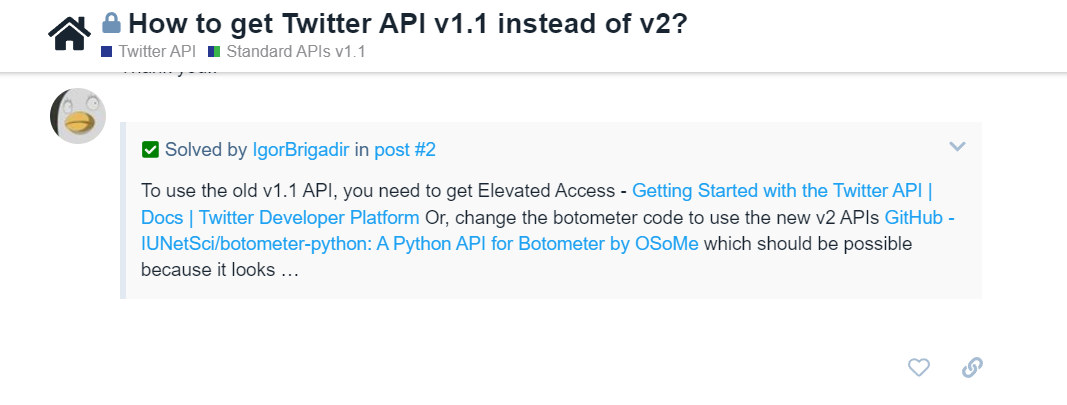 How to get Twitter API v1.1 instead of v2?
Twitter API Standard APIs v1.1
Solved by IgorBrigadir in post #2
To use the old v1.1 API, you need to get Elevated Access - Getting Started with the Twitter API |
Docs | Twitter Developer Platform Or, change the botometer code to use the new v2 APIs GitHub -
IUNetSci/botometer-python: A Python API for Botometer by OSoMe which should be possible
because it looks …